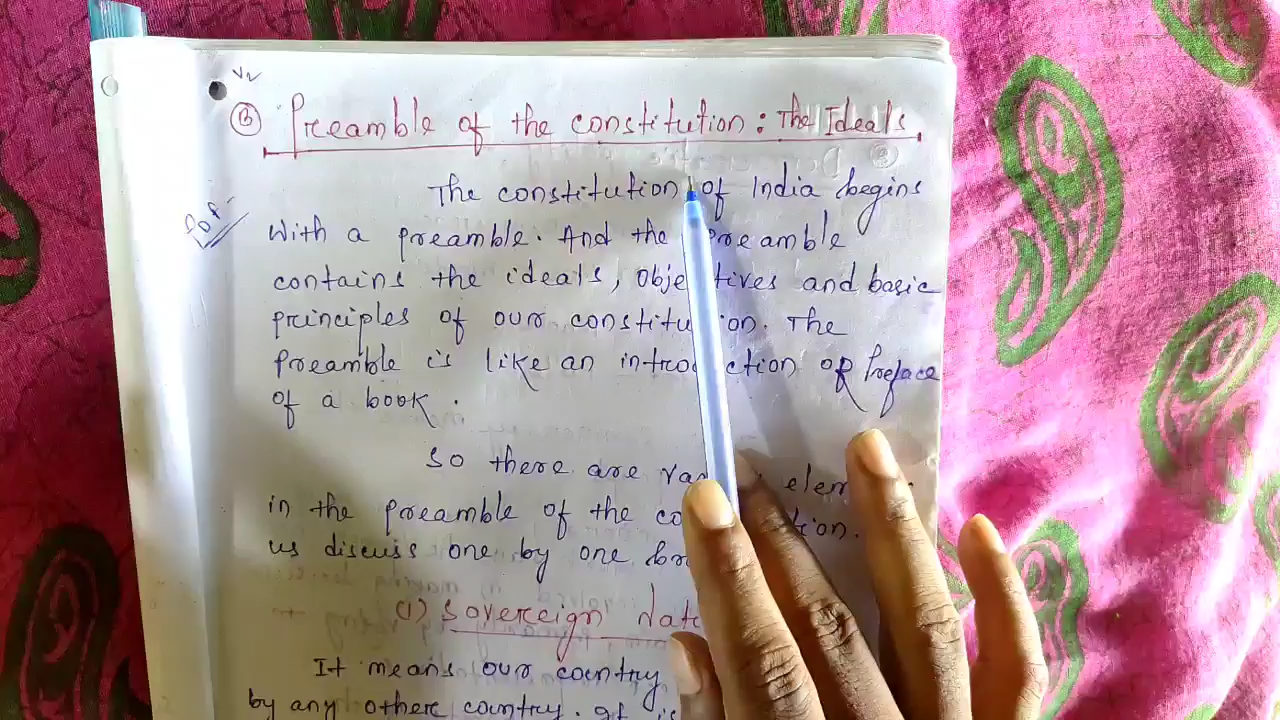 B Preamble of the constitution : The Ideals
The constitution of India begins
With a preamble. And the preamble
contains the ideals, objectives and basic
principles of our constitution. The
preamble is like an introduction or Preface
of a book.
So there are
in the preamble of the
us discuss one by one
(1) Sovereign
It means our country
by any other country. It is